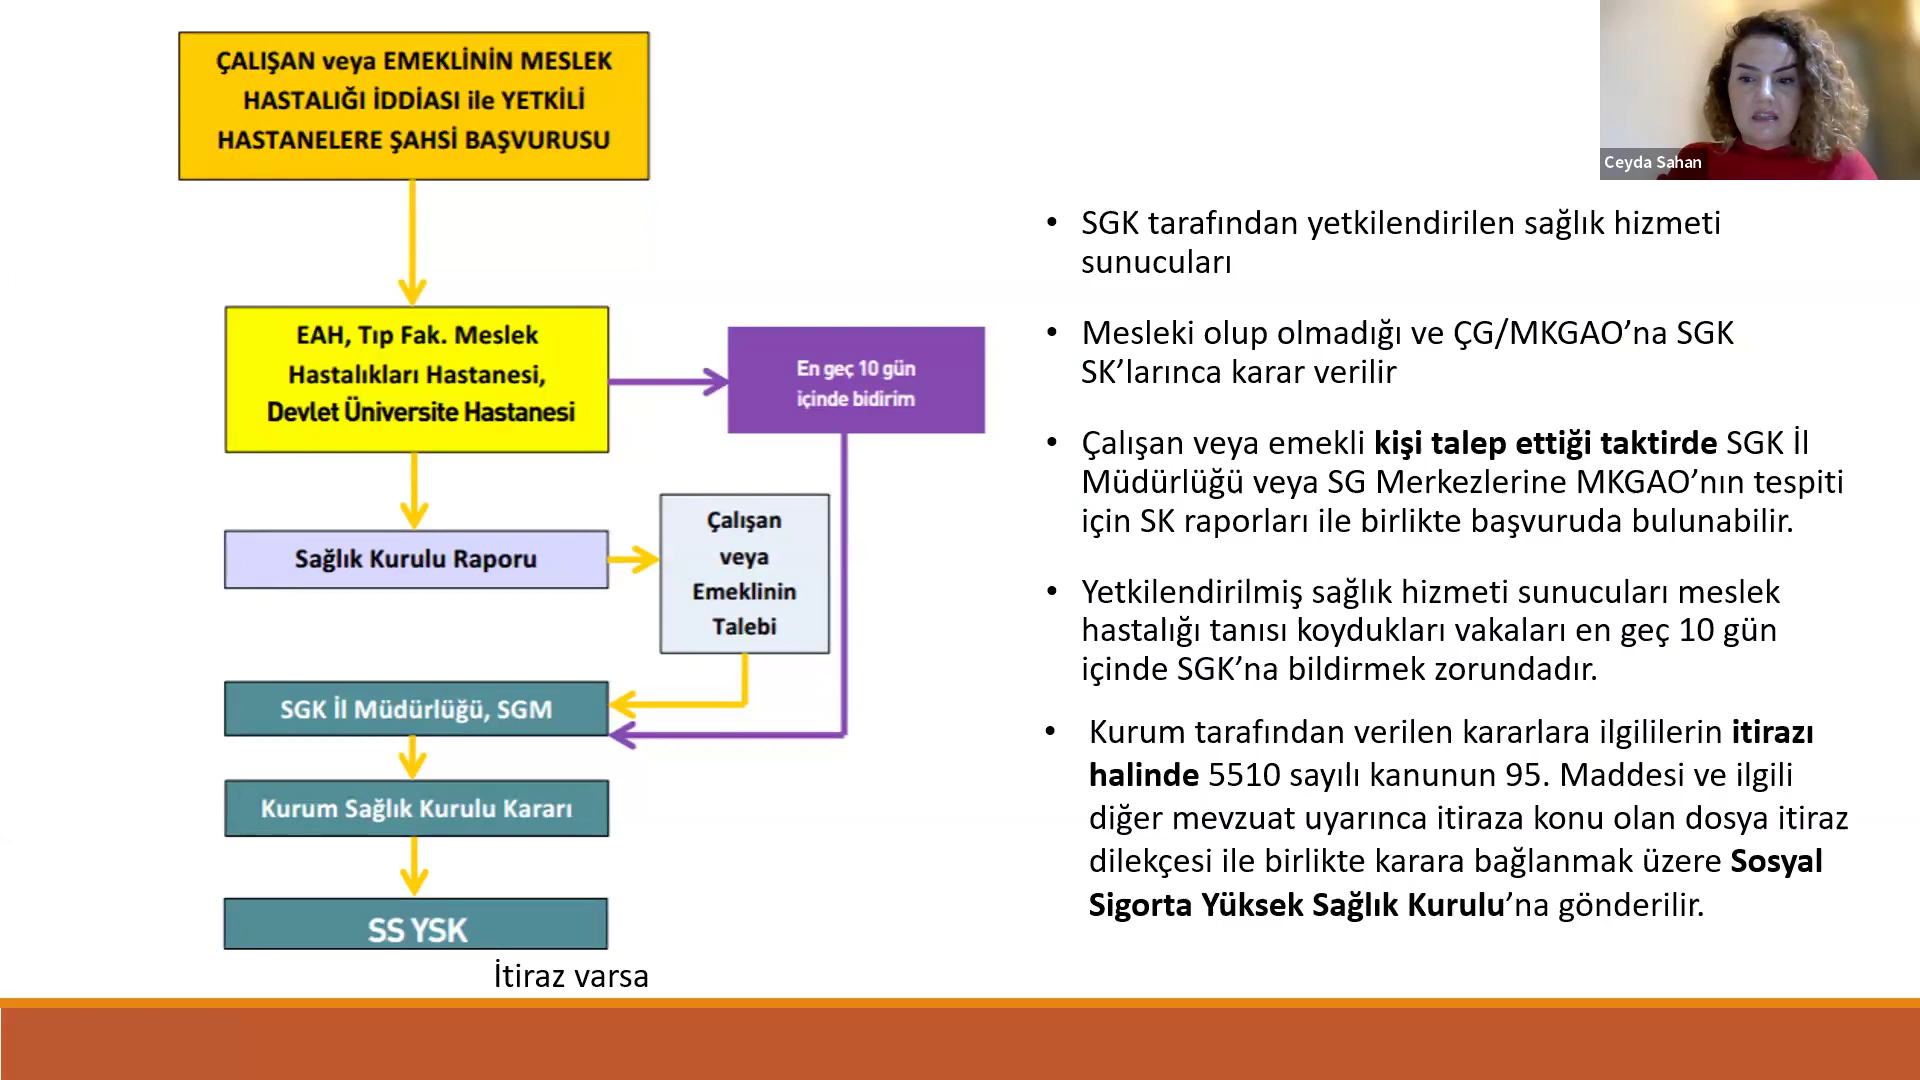 ÇALIŞAN veya EMEKLİNİN MESLEK
HASTALIĞI İDDİASI ile YETKİLİ
HASTANELERE ŞAHSİ BAŞVURUSU
EAH, Tıp Fak. Meslek
Hastalıkları Hastanesi,
Devlet Üniversite Hastanesi
En geç 10 gün
içinde bidirim
Sağlık Kurulu Raporu
Çalışan
veya
Emeklinin
Talebi
SGK İl Müdürlüğü, SGM
Kurum Sağlık Kurulu Kararı
SS YSK
İtiraz varsa
Ceyda Sahan
• SGK tarafından yetkilendirilen sağlık hizmeti
sunucuları
• Mesleki olup olmadığı ve ÇG/MKGAO’na SGK
SK’larınca karar verilir
• Çalışan veya emekli kişi talep ettiği taktirde SGK İl
Müdürlüğü veya SG Merkezlerine MKGAO’nın tespiti
için SK raporları ile birlikte başvuruda bulunabilir.
• Yetkilendirilmiş sağlık hizmeti sunucuları meslek
hastalığı tanısı koydukları vakaları en geç 10 gün
içinde SGK’na bildirmek zorundadır.
• Kurum tarafından verilen kararlara ilgililerin itirazı
halinde 5510 sayılı kanunun 95. Maddesi ve ilgili
diğer mevzuat uyarınca itiraza konu olan dosya itiraz
dilekçesi ile birlikte karara bağlanmak üzere Sosyal
Sigorta Yüksek Sağlık Kurulu’na gönderilir.